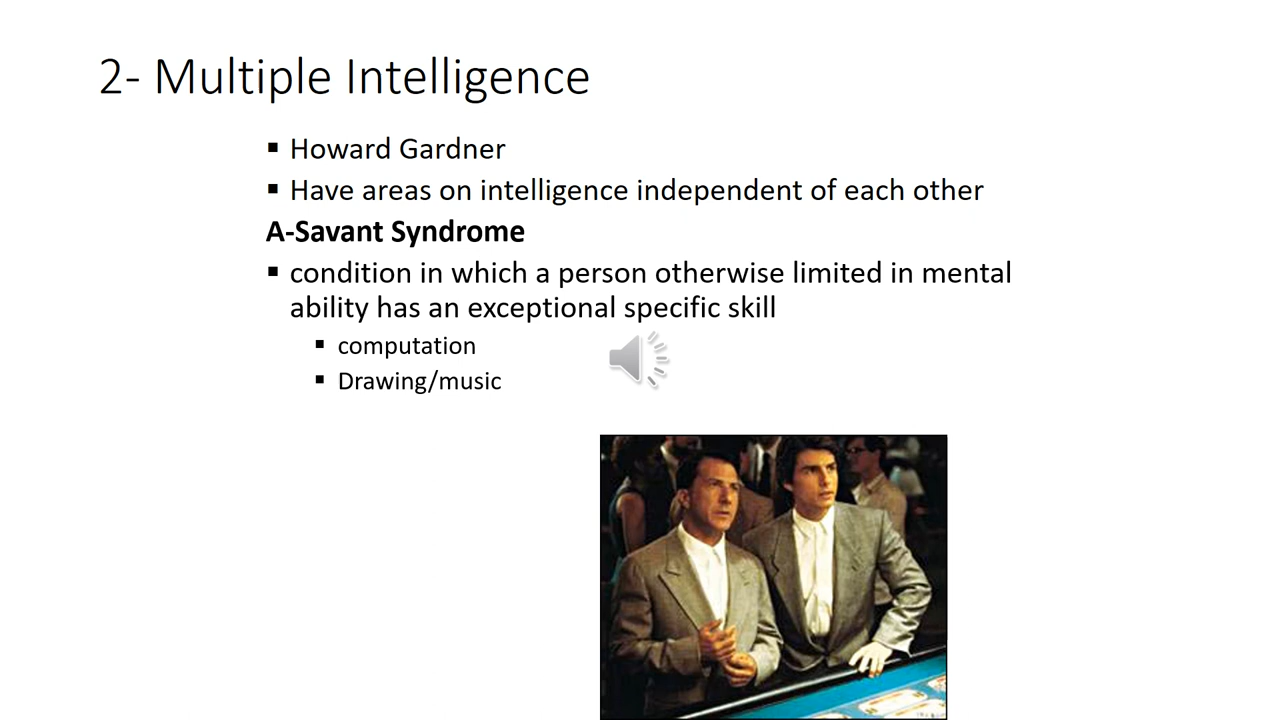 2- Multiple Intelligence
▪ Howard Gardner
▪ Have areas on intelligence independent of each other
A-Savant Syndrome
▪ condition in which a person otherwise limited in mental
ability has an exceptional specific skill
▪ computation
▪ Drawing/music